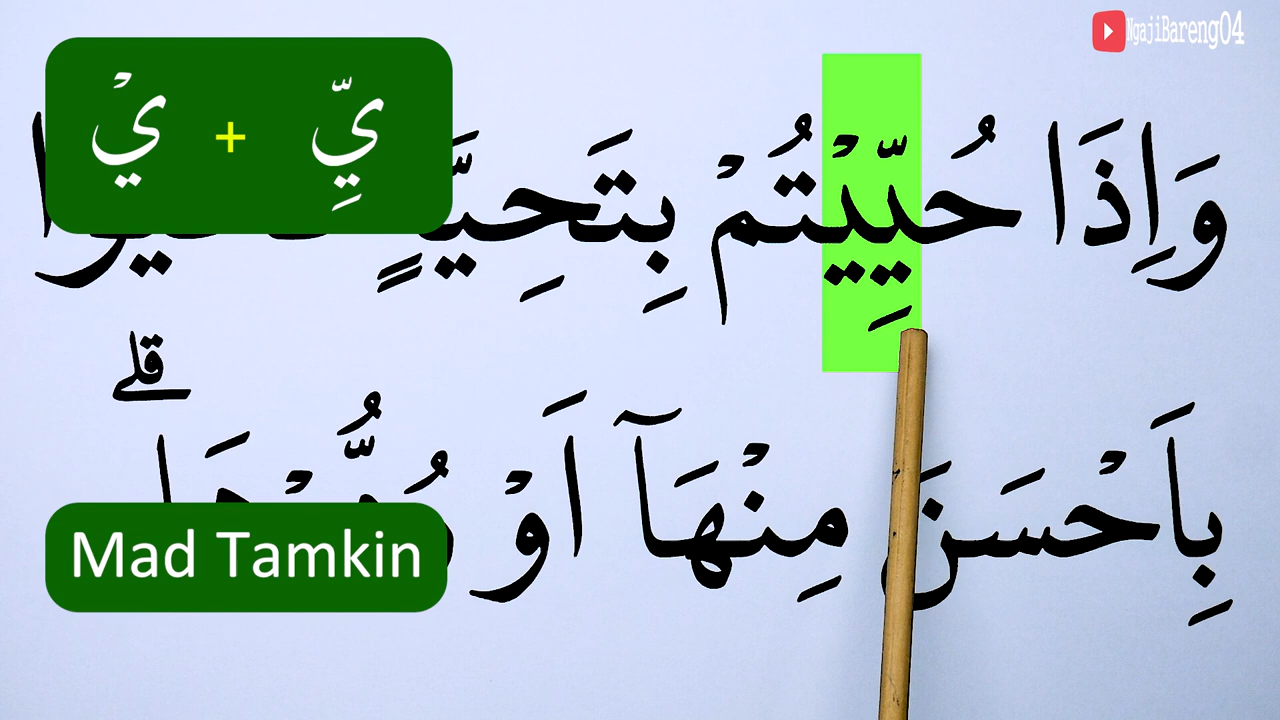 NgajiBareng04
يِّ + يْ
وَاِذَا حُيِّيْتُمْ بِتَحِيَّةٍ
قلے
بِاَحْسَنَ مِنْهَآ اَوْ
Mad Tamkin